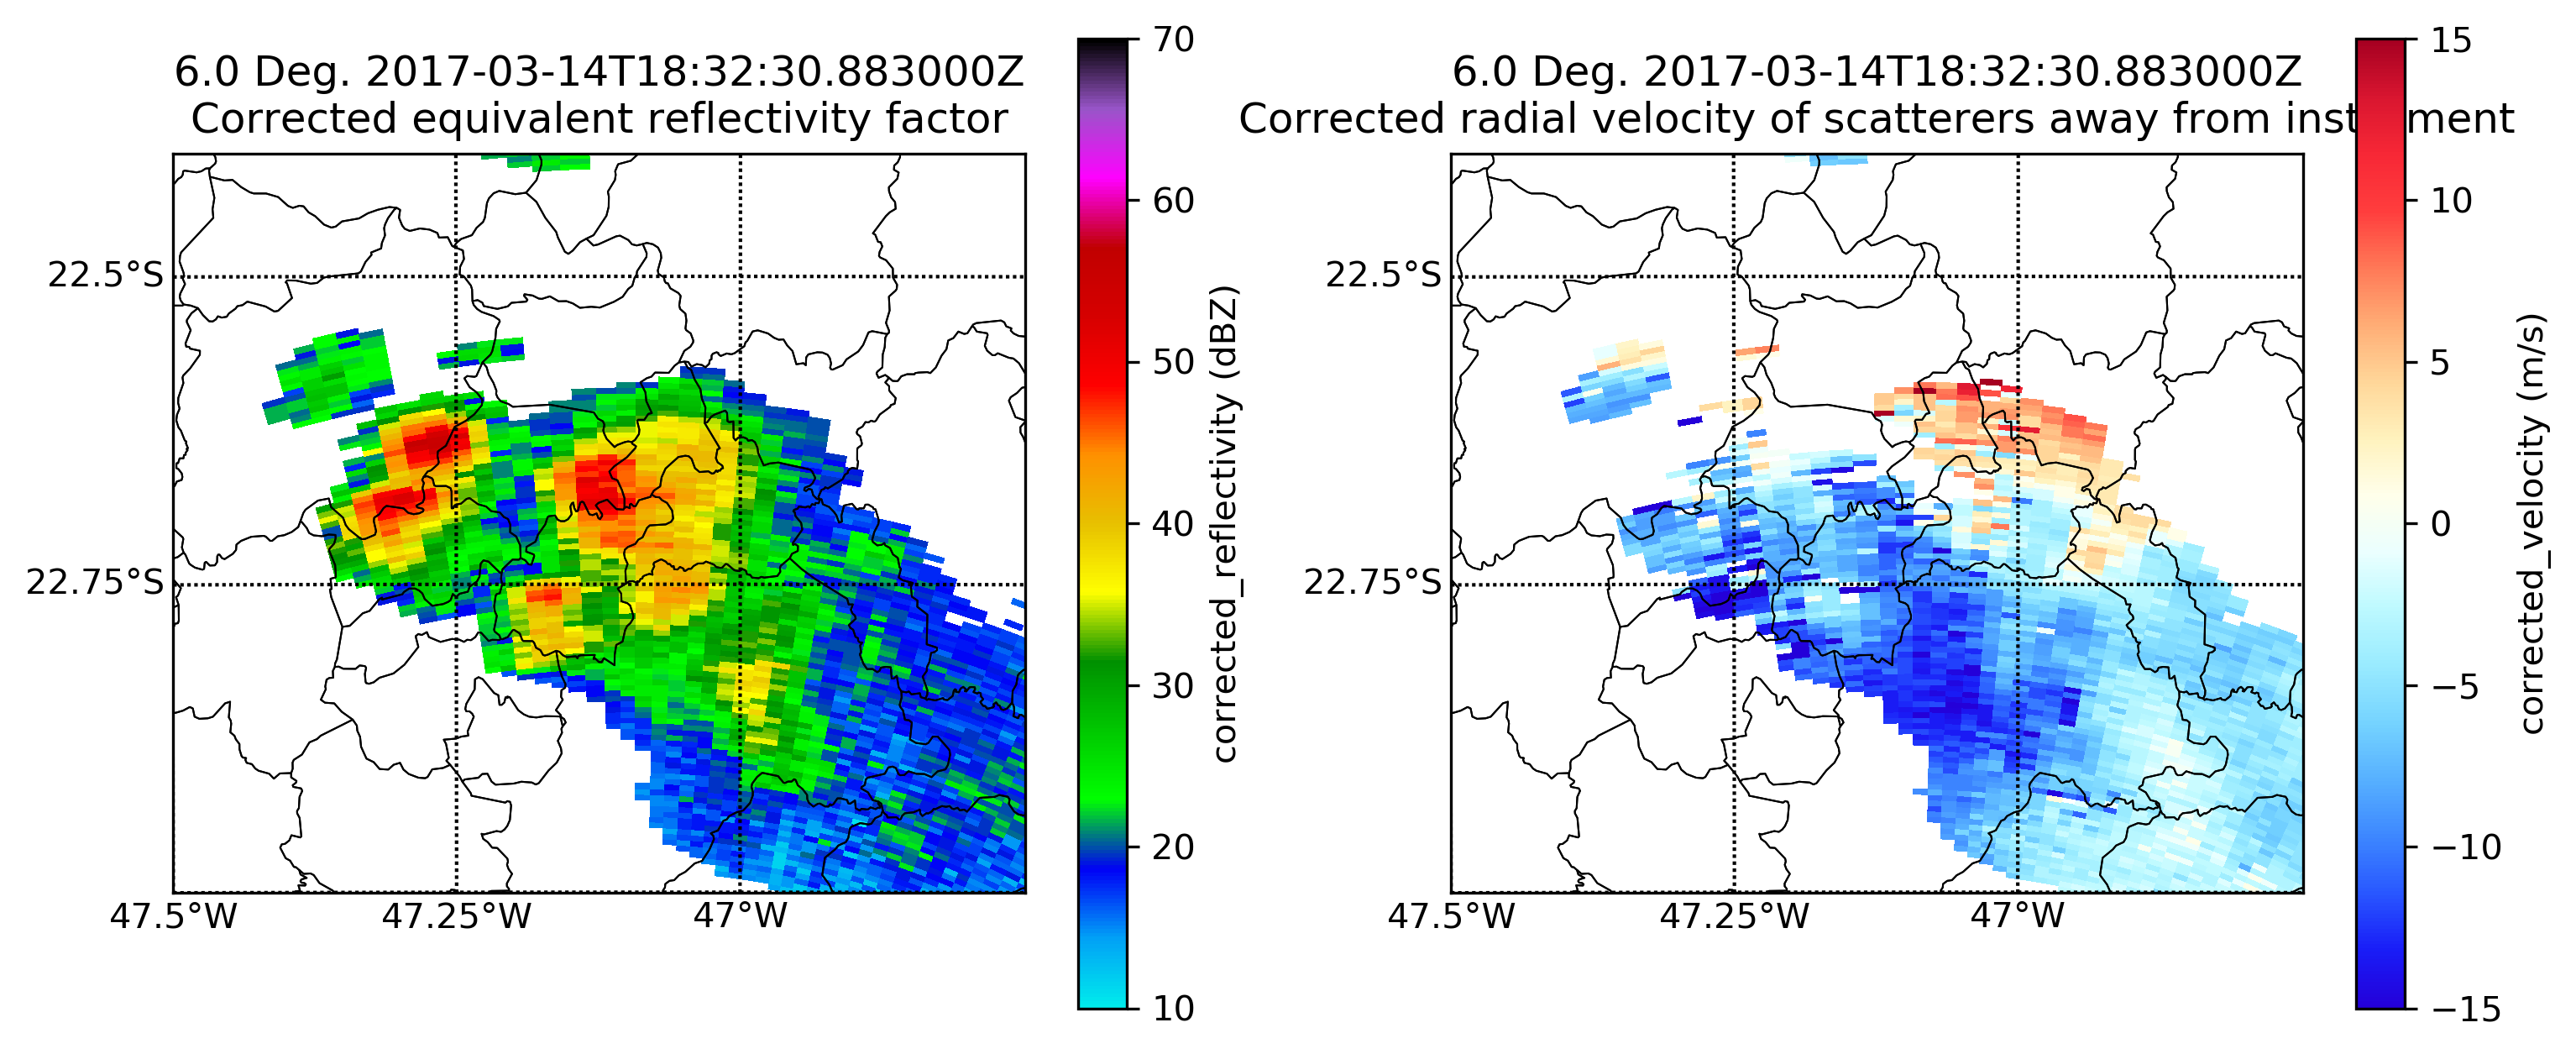 6.0 Deg. 2017-03-14T18:32:30.883000Z
Corrected equivalent reflectivity factor
22.5°S
22.75°S
47.5°W
47.25°W
47°W
70
60
50
40
30
20
10
corrected_reflectivity (dBZ)
6.0 Deg. 2017-03-14T18:32:30.883000Z
Corrected radial velocity of scatterers away from inst ment
22.5°S
22.75°S
47.5°W
47.25°W
47°W
15
10
5
0
−5
−10
−15
corrected_velocity (m/s)